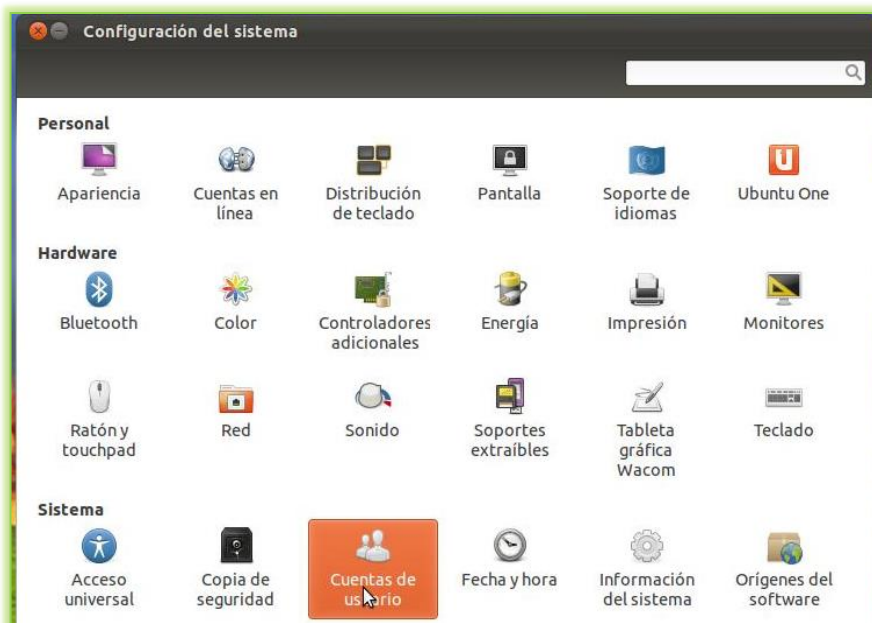 Configuración del sistema
Personal
Apariencia
Cuentas en
línea
Distribución
de teclado
Pantalla
Soporte de
idiomas
Ubuntu One
Hardware
Bluetooth
Color
Controladores
adicionales
Energía
Impresión
Monitores
Ratón y
touchpad
Red
Sonido
Soportes
extraíbles
Tableta
gráfica
Wacom
Teclado
Sistema
Acceso
universal
Copia de
seguridad
Cuentas de
usuario
Fecha y hora
Información
del sistema
Orígenes del
software